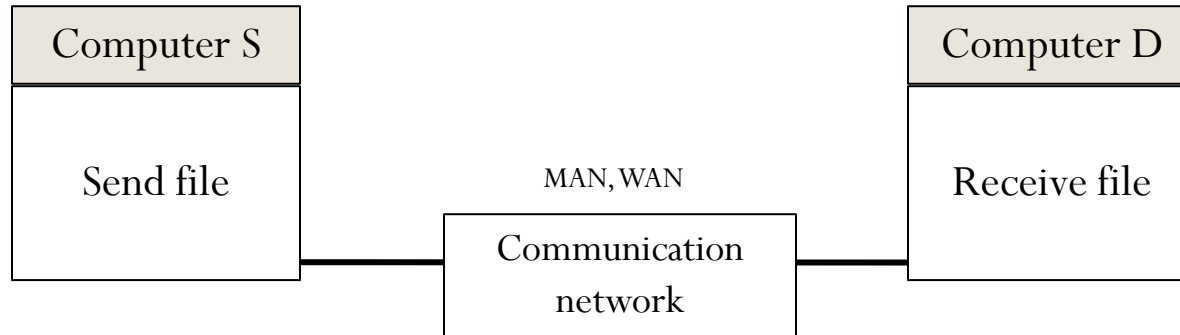 Computer S
Computer D
Send file
MAN, WAN
Receive file
Communication
network